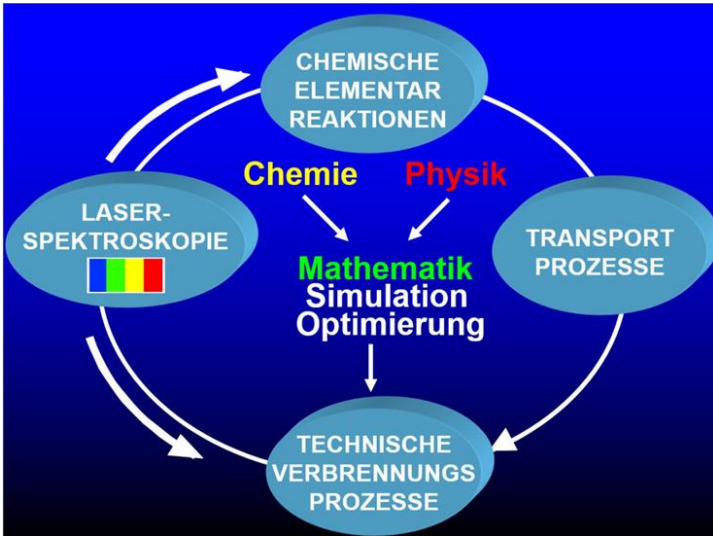 CHEMISCHE
ELEMENTAR
REAKTIONEN
Chemie
Physik
LASER-
SPEKTROSKOPIE
TRANSPORT
PROZESSE
Mathematik
Simulation
Optimierung
TECHNISCHE
VERBRENNUNGS
PROZESSE